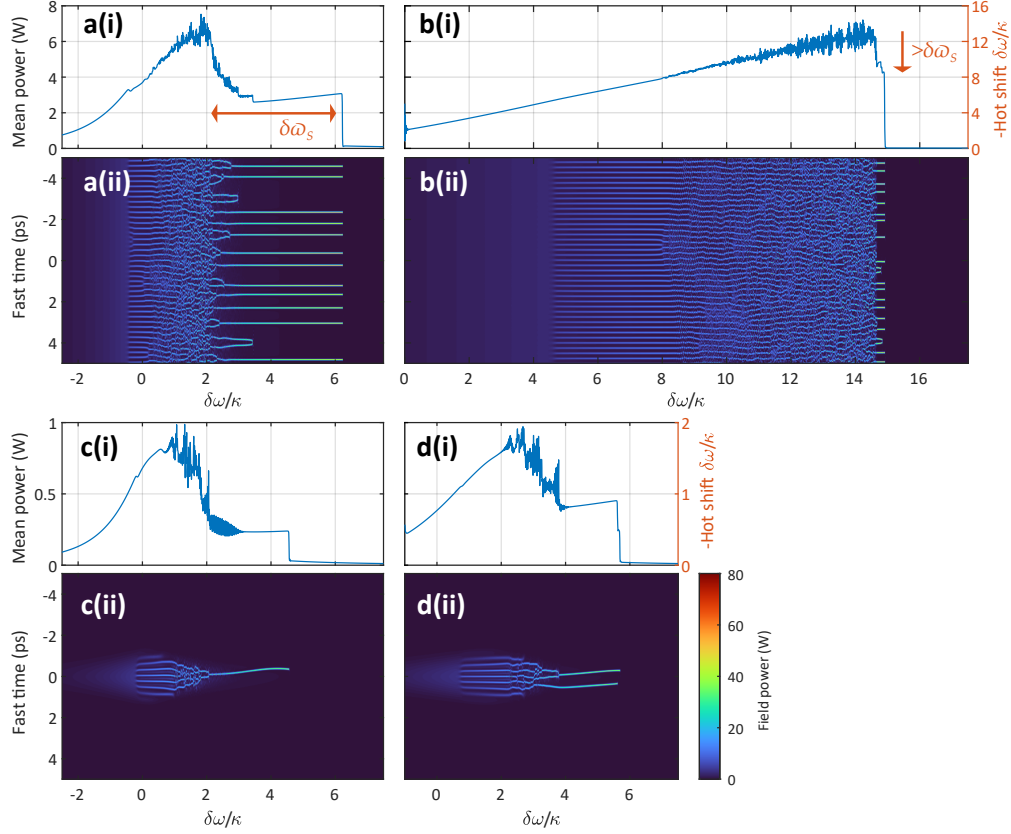 a(i)
Mean power (W)
8
6
4
2
0
δϖₛ
b(i)
>δϖₛ
16
12
8
4
0
-Hot shift δω/κ
a(ii)
Fast time (ps)
-4
-2
0
2
4
-2 0 2 4 6
δω/κ
b(ii)
0 2 4 6 8 10 12 14 16
δω/κ
c(i)
Mean power (W)
1
0.5
0
d(i)
2
1
0
-Hot shift δω/κ
c(ii)
Fast time (ps)
-4
-2
0
2
4
-2 0 2 4 6
δω/κ
d(ii)
0 2 4 6
δω/κ
80
60
40
20
0
Field power (W)